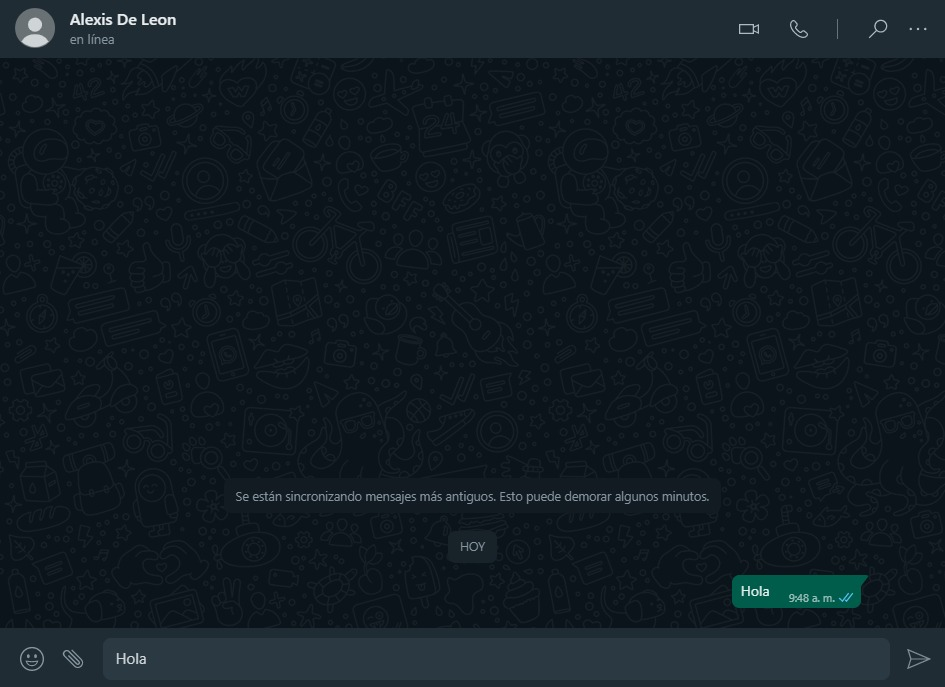 Alexis De Leon
en línea
Se están sincronizando mensajes más antiguos. Esto puede demorar algunos minutos.
HOY
Hola
9:48 a. m.
Hola